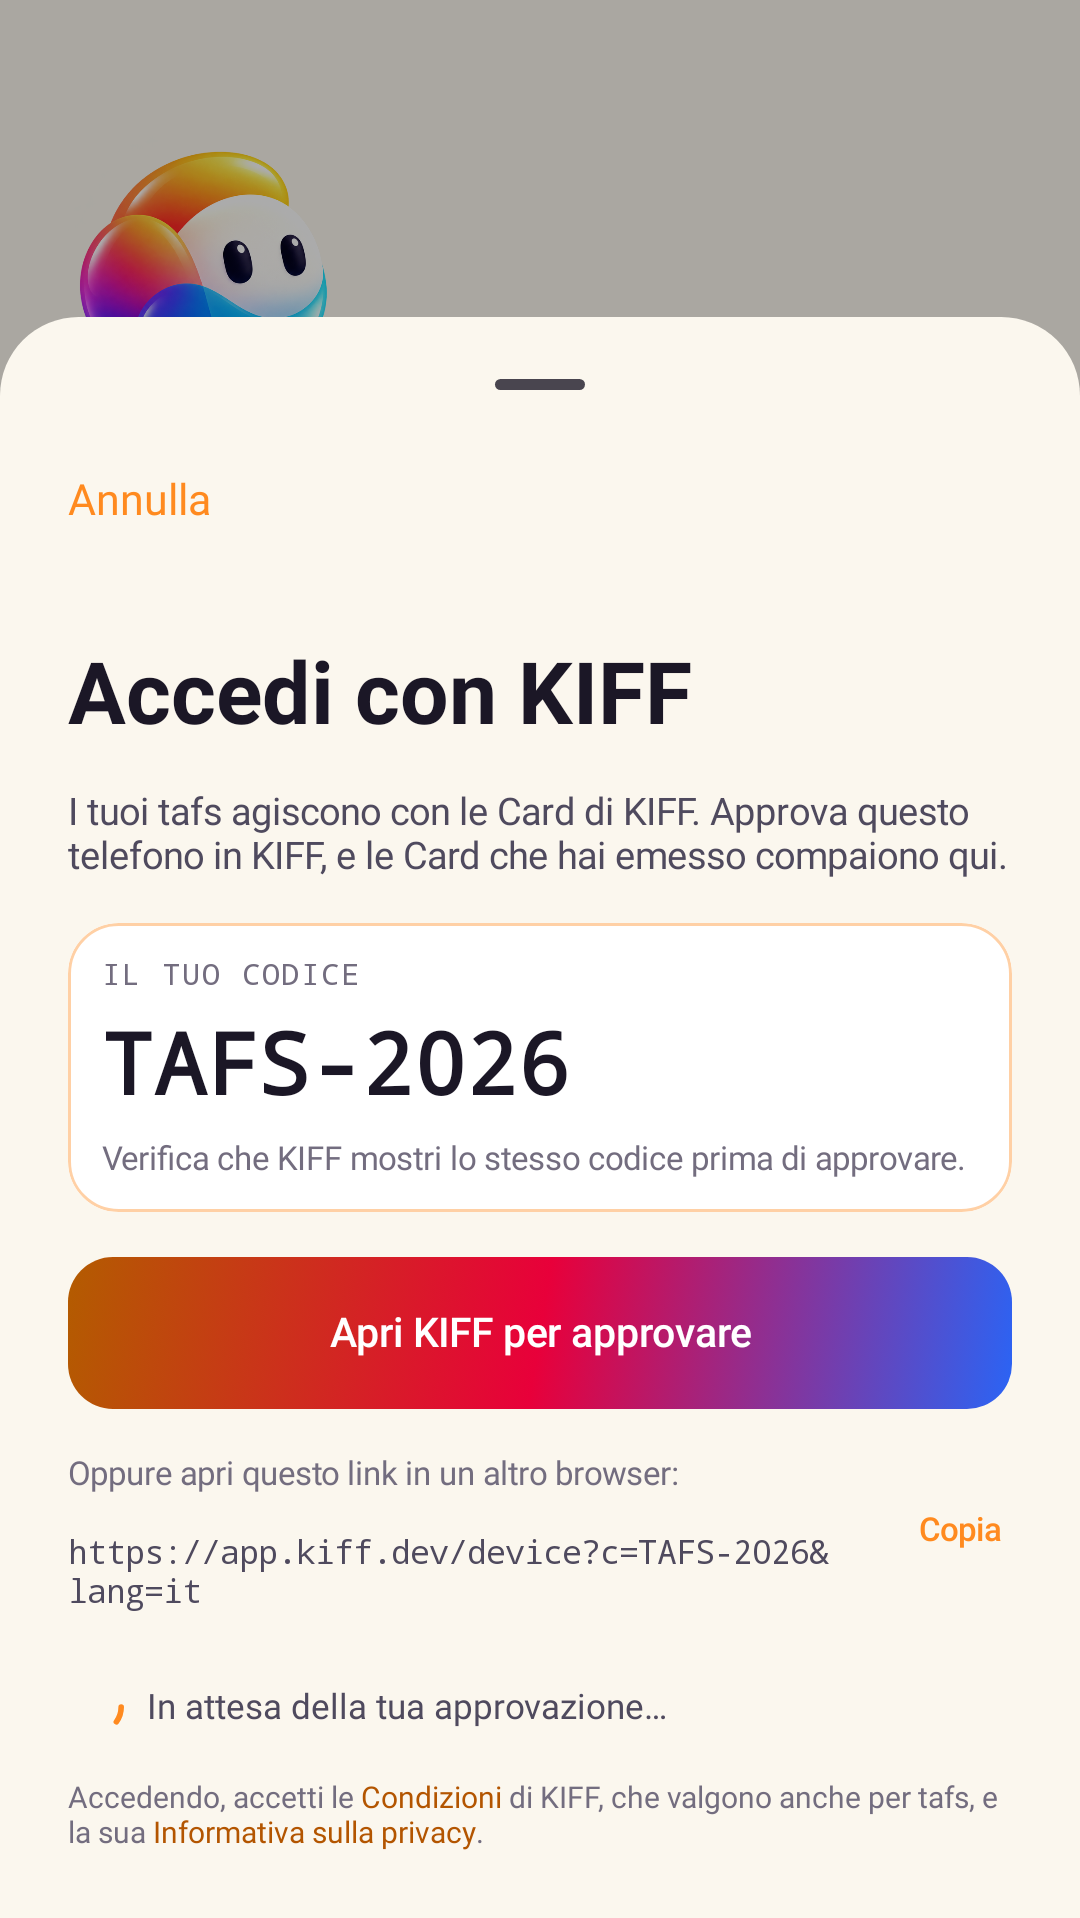 Annulla
Accedi con KIFF
I tuoi tafs agiscono con le Card di KIFF. Approva questo
telefono in KIFF, e le Card che hai emesso compaiono qui.
IL TUO CODICE
TAFS-2026
Verifica che KIFF mostri lo stesso codice prima di approvare.
Apri KIFF per approvare
Oppure apri questo link in un altro browser:
Copia
https://app.kiff.dev/device?c=TAFS-2026&
lang=it
In attesa della tua approvazione…
Accedendo, accetti le Condizioni di KIFF, che valgono anche per tafs, e
la sua Informativa sulla privacy.